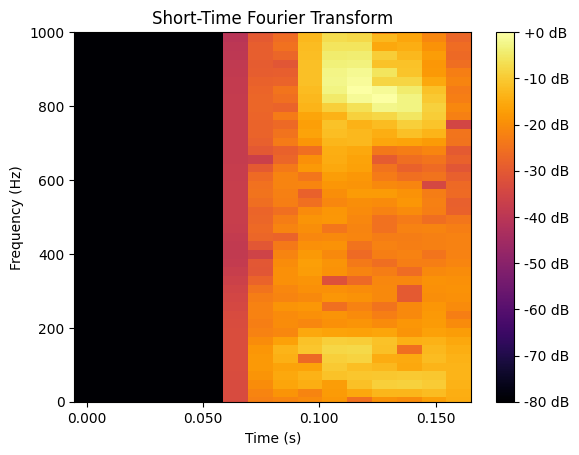 Short-Time Fourier Transform
1000
800
600
400
200
0
Frequency (Hz)
0.000
0.050
0.100
0.150
Time (s)
+0 dB
-10 dB
-20 dB
-30 dB
-40 dB
-50 dB
-60 dB
-70 dB
-80 dB